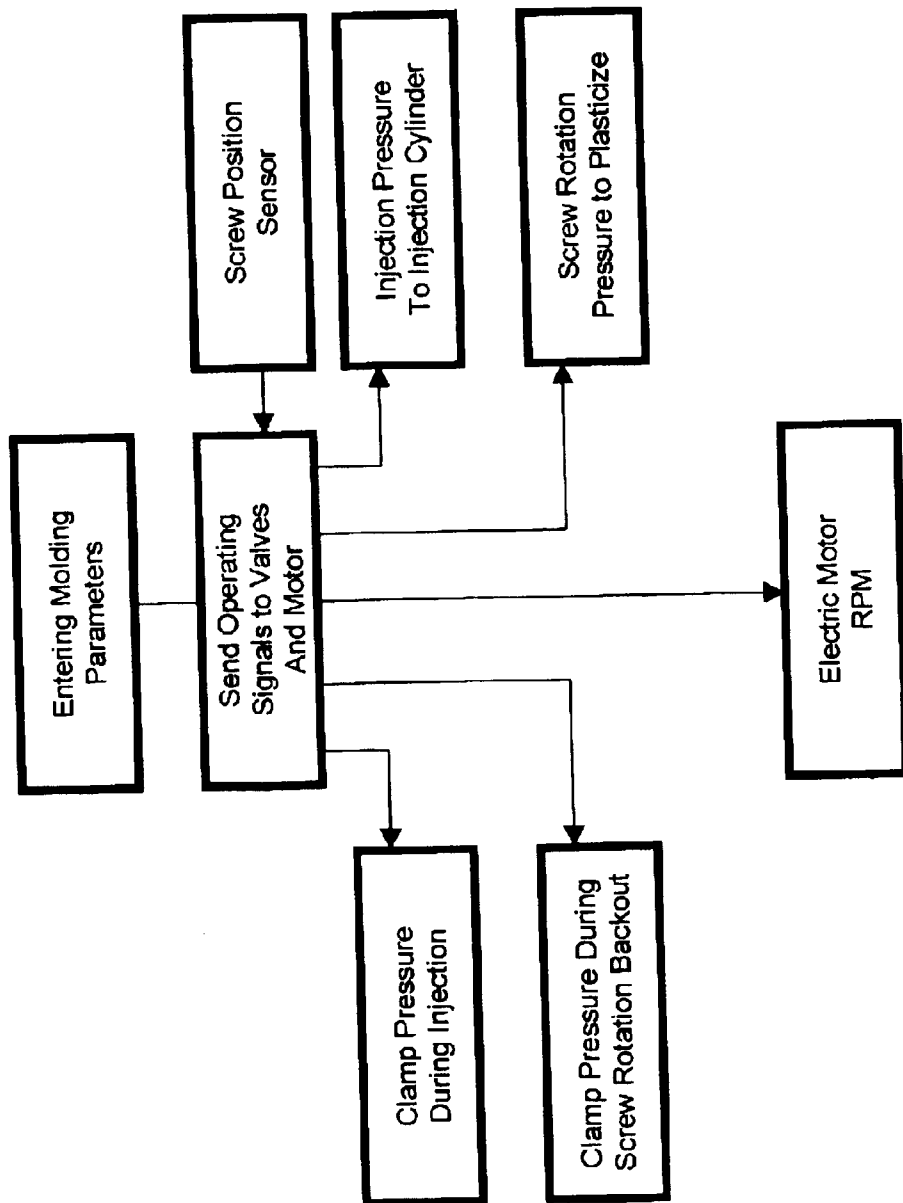 Entering Molding
Parameters
Screw Position
Sensor
Send Operating
Signals to Valves
And Motor
Injection Pressure
To Injection Cylinder
Clamp Pressure
During Injection
Screw Rotation
Pressure to Plasticize
Clamp Pressure During
Screw Rotation Backout
Electric Motor
RPM